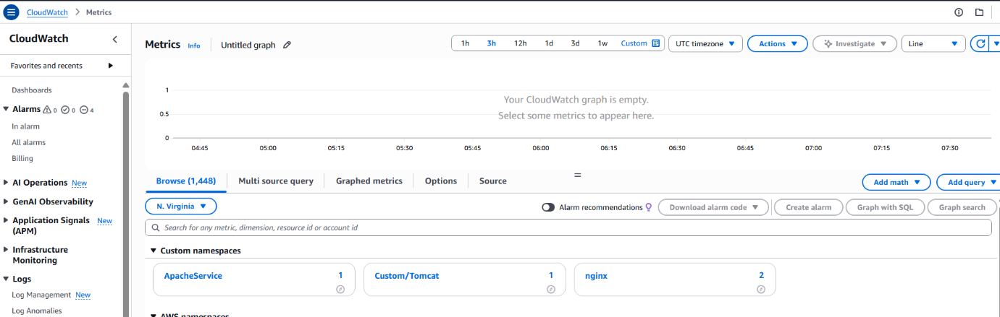 CloudWatch > Metrics
CloudWatch
Favorites and recents
Dashboards
Alarms 0 0 4
In alarm
All alarms
Billing
AI Operations New
GenAI Observability
Application Signals New
(APM)
Infrastructure
Monitoring
Logs
Log Management New
Log Anomalies
Metrics Info Untitled graph
1h 3h 12h 1d 3d 1w Custom UTC timezone Actions Investigate Line
1
0.5
0
Your CloudWatch graph is empty.
Select some metrics to appear here.
04:45 05:00 05:15 05:30 05:45 06:00 06:15 06:30 06:45 07:00 07:15 07:30
Browse (1,448) Multi source query Graphed metrics Options Source
Add math Add query
N. Virginia
Alarm recommendations Download alarm code Create alarm Graph with SQL Graph search
Search for any metric, dimension, resource id or account id
Custom namespaces
ApacheService 1
Custom/Tomcat 1
nginx 2
AWS namespaces